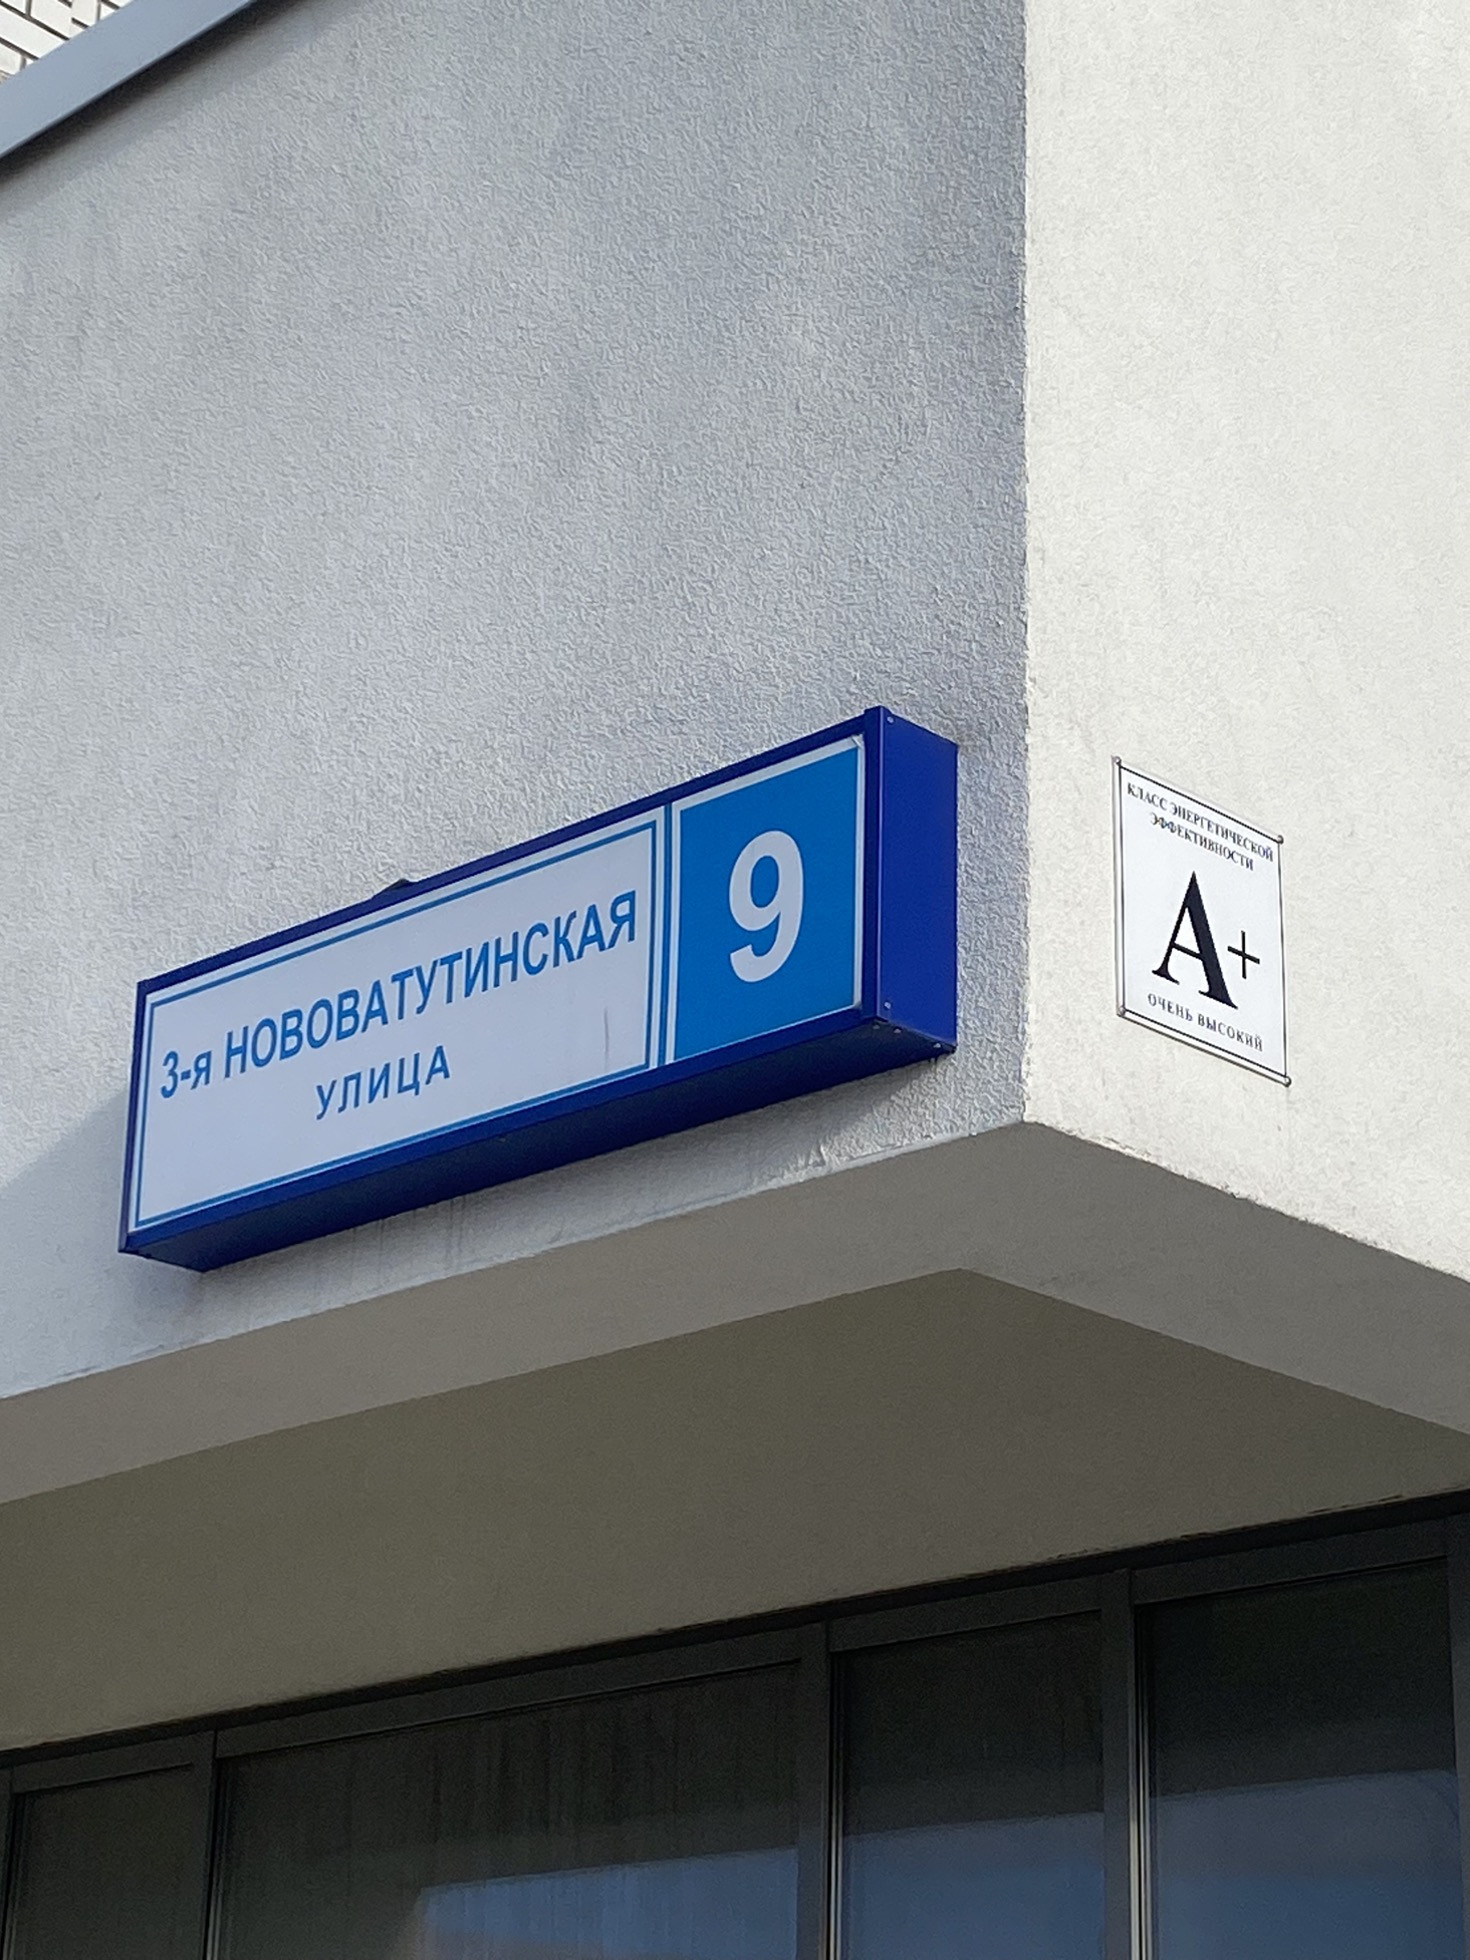 3-я НОВОВАТУТИНСКАЯ
УЛИЦА
9
КЛАСС ЭНЕРГЕТИЧЕСКОЙ
ЭФФЕКТИВНОСТИ
A+
ОЧЕНЬ ВЫСОКИЙ